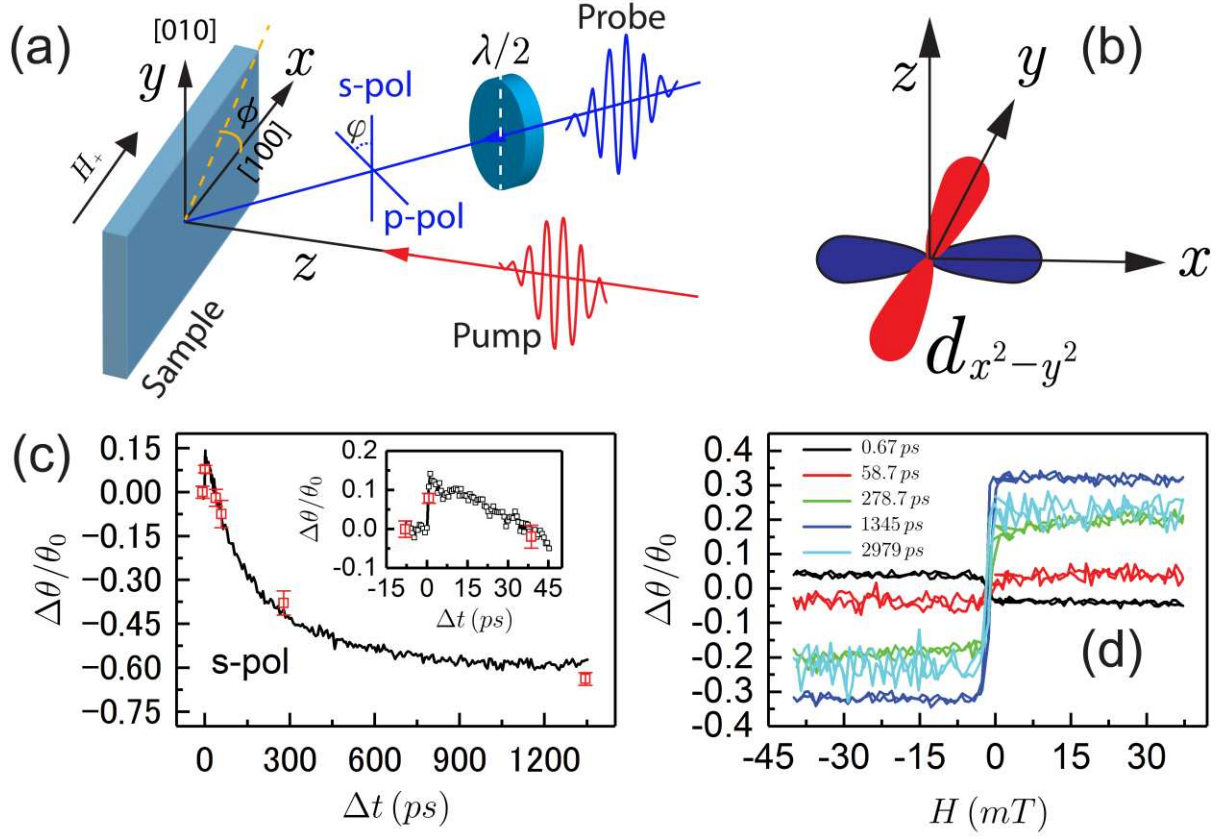 (a)
[010]
y
x
ϕ
[100]
H₊
z
Sample
s-pol
φ
p-pol
λ/2
Probe
Pump
(b)
z
y
x
d_{x²−y²}
(c)
Δθ/θ₀
0.15
0.00
−0.15
−0.30
−0.45
−0.60
−0.75
s-pol
0 300 600 900 1200
Δt (ps)
Δθ/θ₀
0.2
0.1
0.0
-0.1
-15 0 15 30 45
Δt (ps)
(d)
Δθ/θ₀
0.4
0.3
0.2
0.1
0.0
−0.1
−0.2
−0.3
−0.4
0.67 ps
58.7 ps
278.7 ps
1345 ps
2979 ps
-45 -30 -15 0 15 30
H (mT)